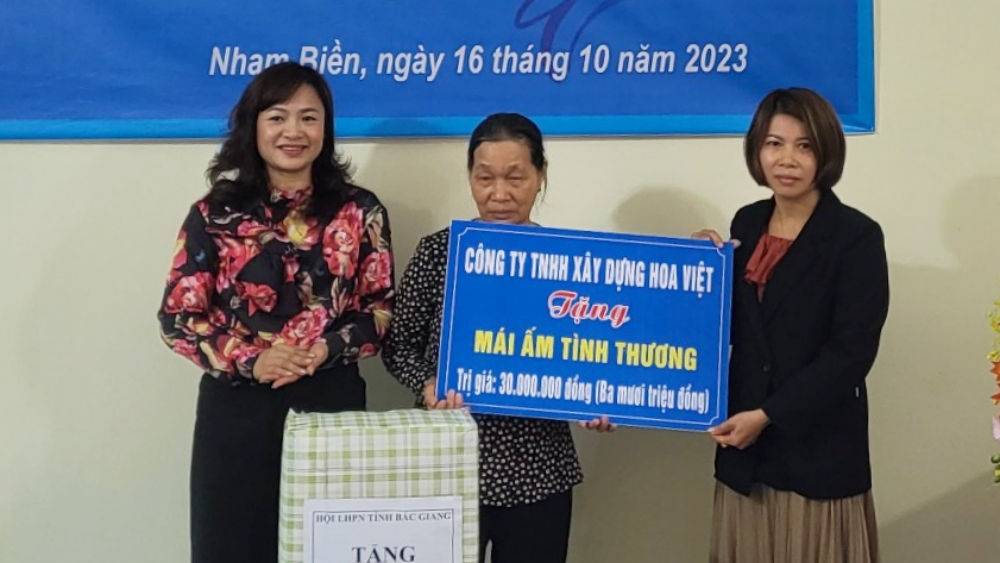 Nham Biền, ngày 16 tháng 10 năm 2023
CÔNG TY TNHH XÂY DỰNG HOA VIỆT
Tặng
MÁI ẤM TÌNH THƯƠNG
Trị giá: 30.000.000 đồng (Ba mươi triệu đồng)
HỘI LHPN TỈNH BẮC GIANG
TẶNG